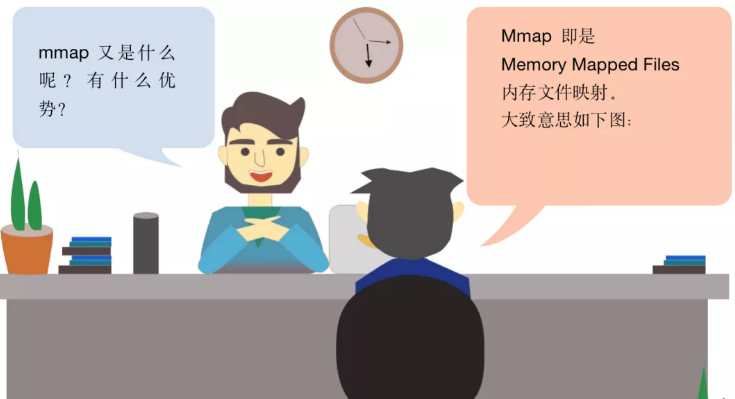 mmap 又是什么
呢？有什么优
势？
Mmap 即是
Memory Mapped Files
内存文件映射。
大致意思如下图：